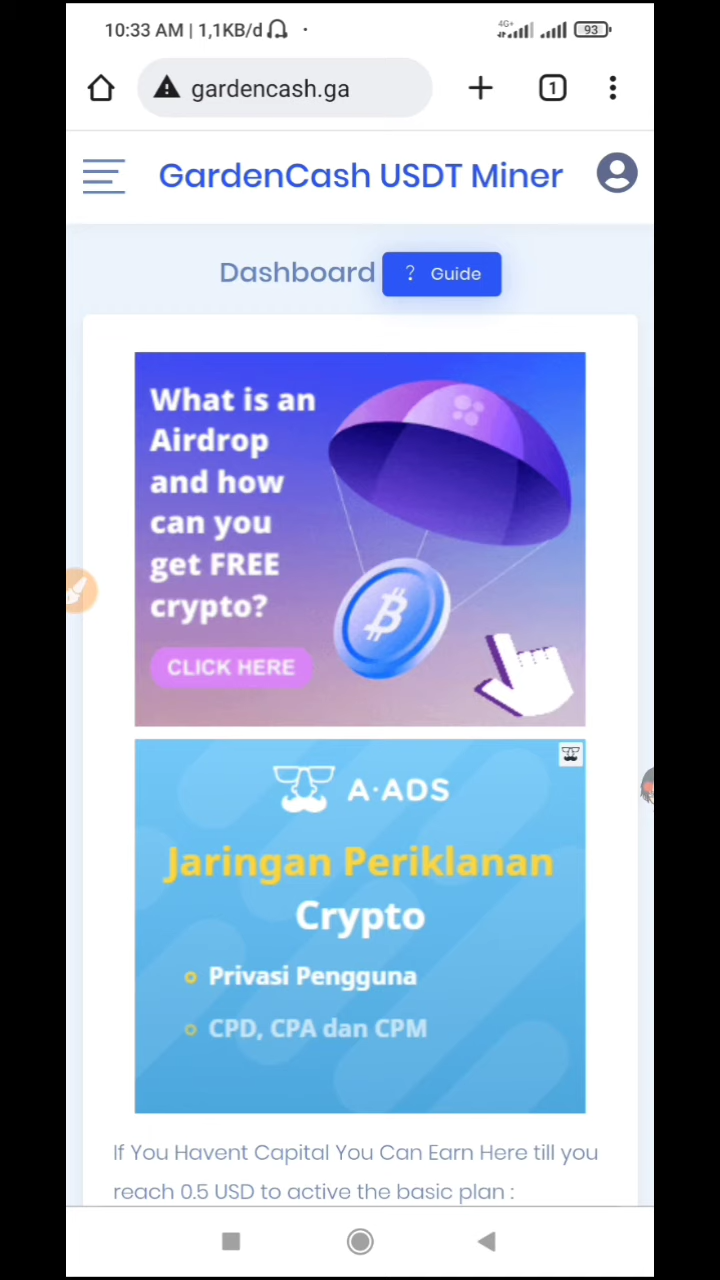 10:33 AM | 1,1KB/d
4G+
93
gardencash.ga
1
GardenCash USDT Miner
Dashboard
? Guide
What is an
Airdrop
and how
can you
get FREE
crypto?
CLICK HERE
A·ADS
Jaringan Periklanan
Crypto
Privasi Pengguna
CPD, CPA dan CPM
If You Havent Capital You Can Earn Here till you
reach 0.5 USD to active the basic plan :